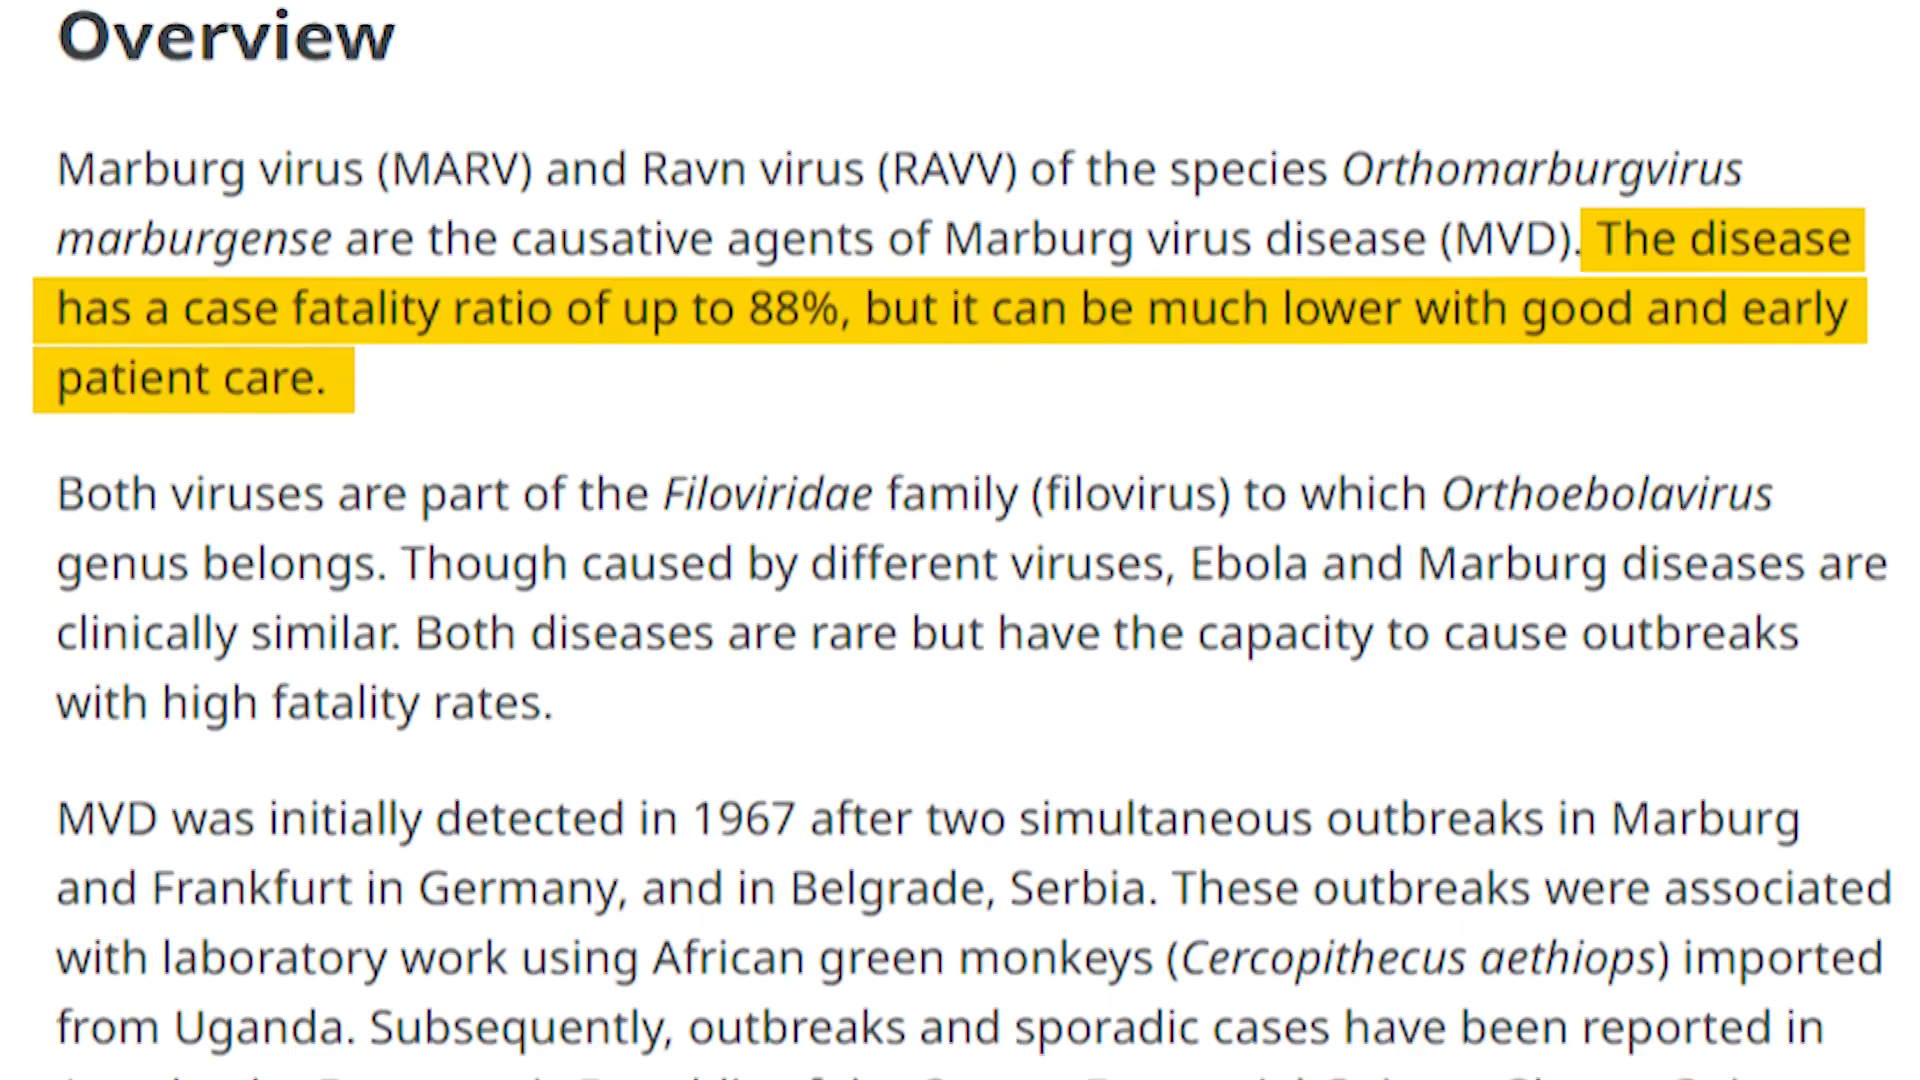 Overview
Marburg virus (MARV) and Ravn virus (RAVV) of the species Orthomarburgvirus
marburgense are the causative agents of Marburg virus disease (MVD). The disease
has a case fatality ratio of up to 88%, but it can be much lower with good and early
patient care.
Both viruses are part of the Filoviridae family (filovirus) to which Orthoebolavirus
genus belongs. Though caused by different viruses, Ebola and Marburg diseases are
clinically similar. Both diseases are rare but have the capacity to cause outbreaks
with high fatality rates.
MVD was initially detected in 1967 after two simultaneous outbreaks in Marburg
and Frankfurt in Germany, and in Belgrade, Serbia. These outbreaks were associated
with laboratory work using African green monkeys (Cercopithecus aethiops) imported
from Uganda. Subsequently, outbreaks and sporadic cases have been reported in